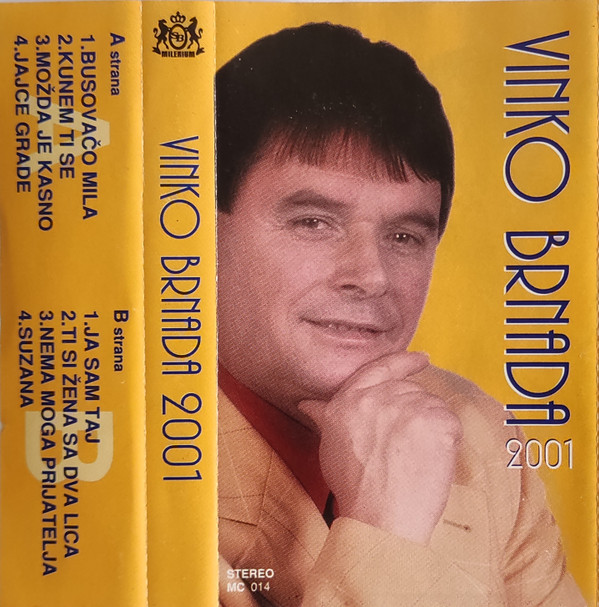 A strana
1.BUSOVAČO MILA
2.KUNEM TI SE
3.MOŽDA JE KASNO
4.JAJCE GRADE
B strana
1.JA SAM TAJ
2.TI SI ŽENA SA DVA LICA
3.NEMA MOGA PRIJATELJA
4.SUZANA
A
B
SB
MILERIUM
VINKO BRNADA 2001
VINKO BRNADA
2001
STEREO
MC 014